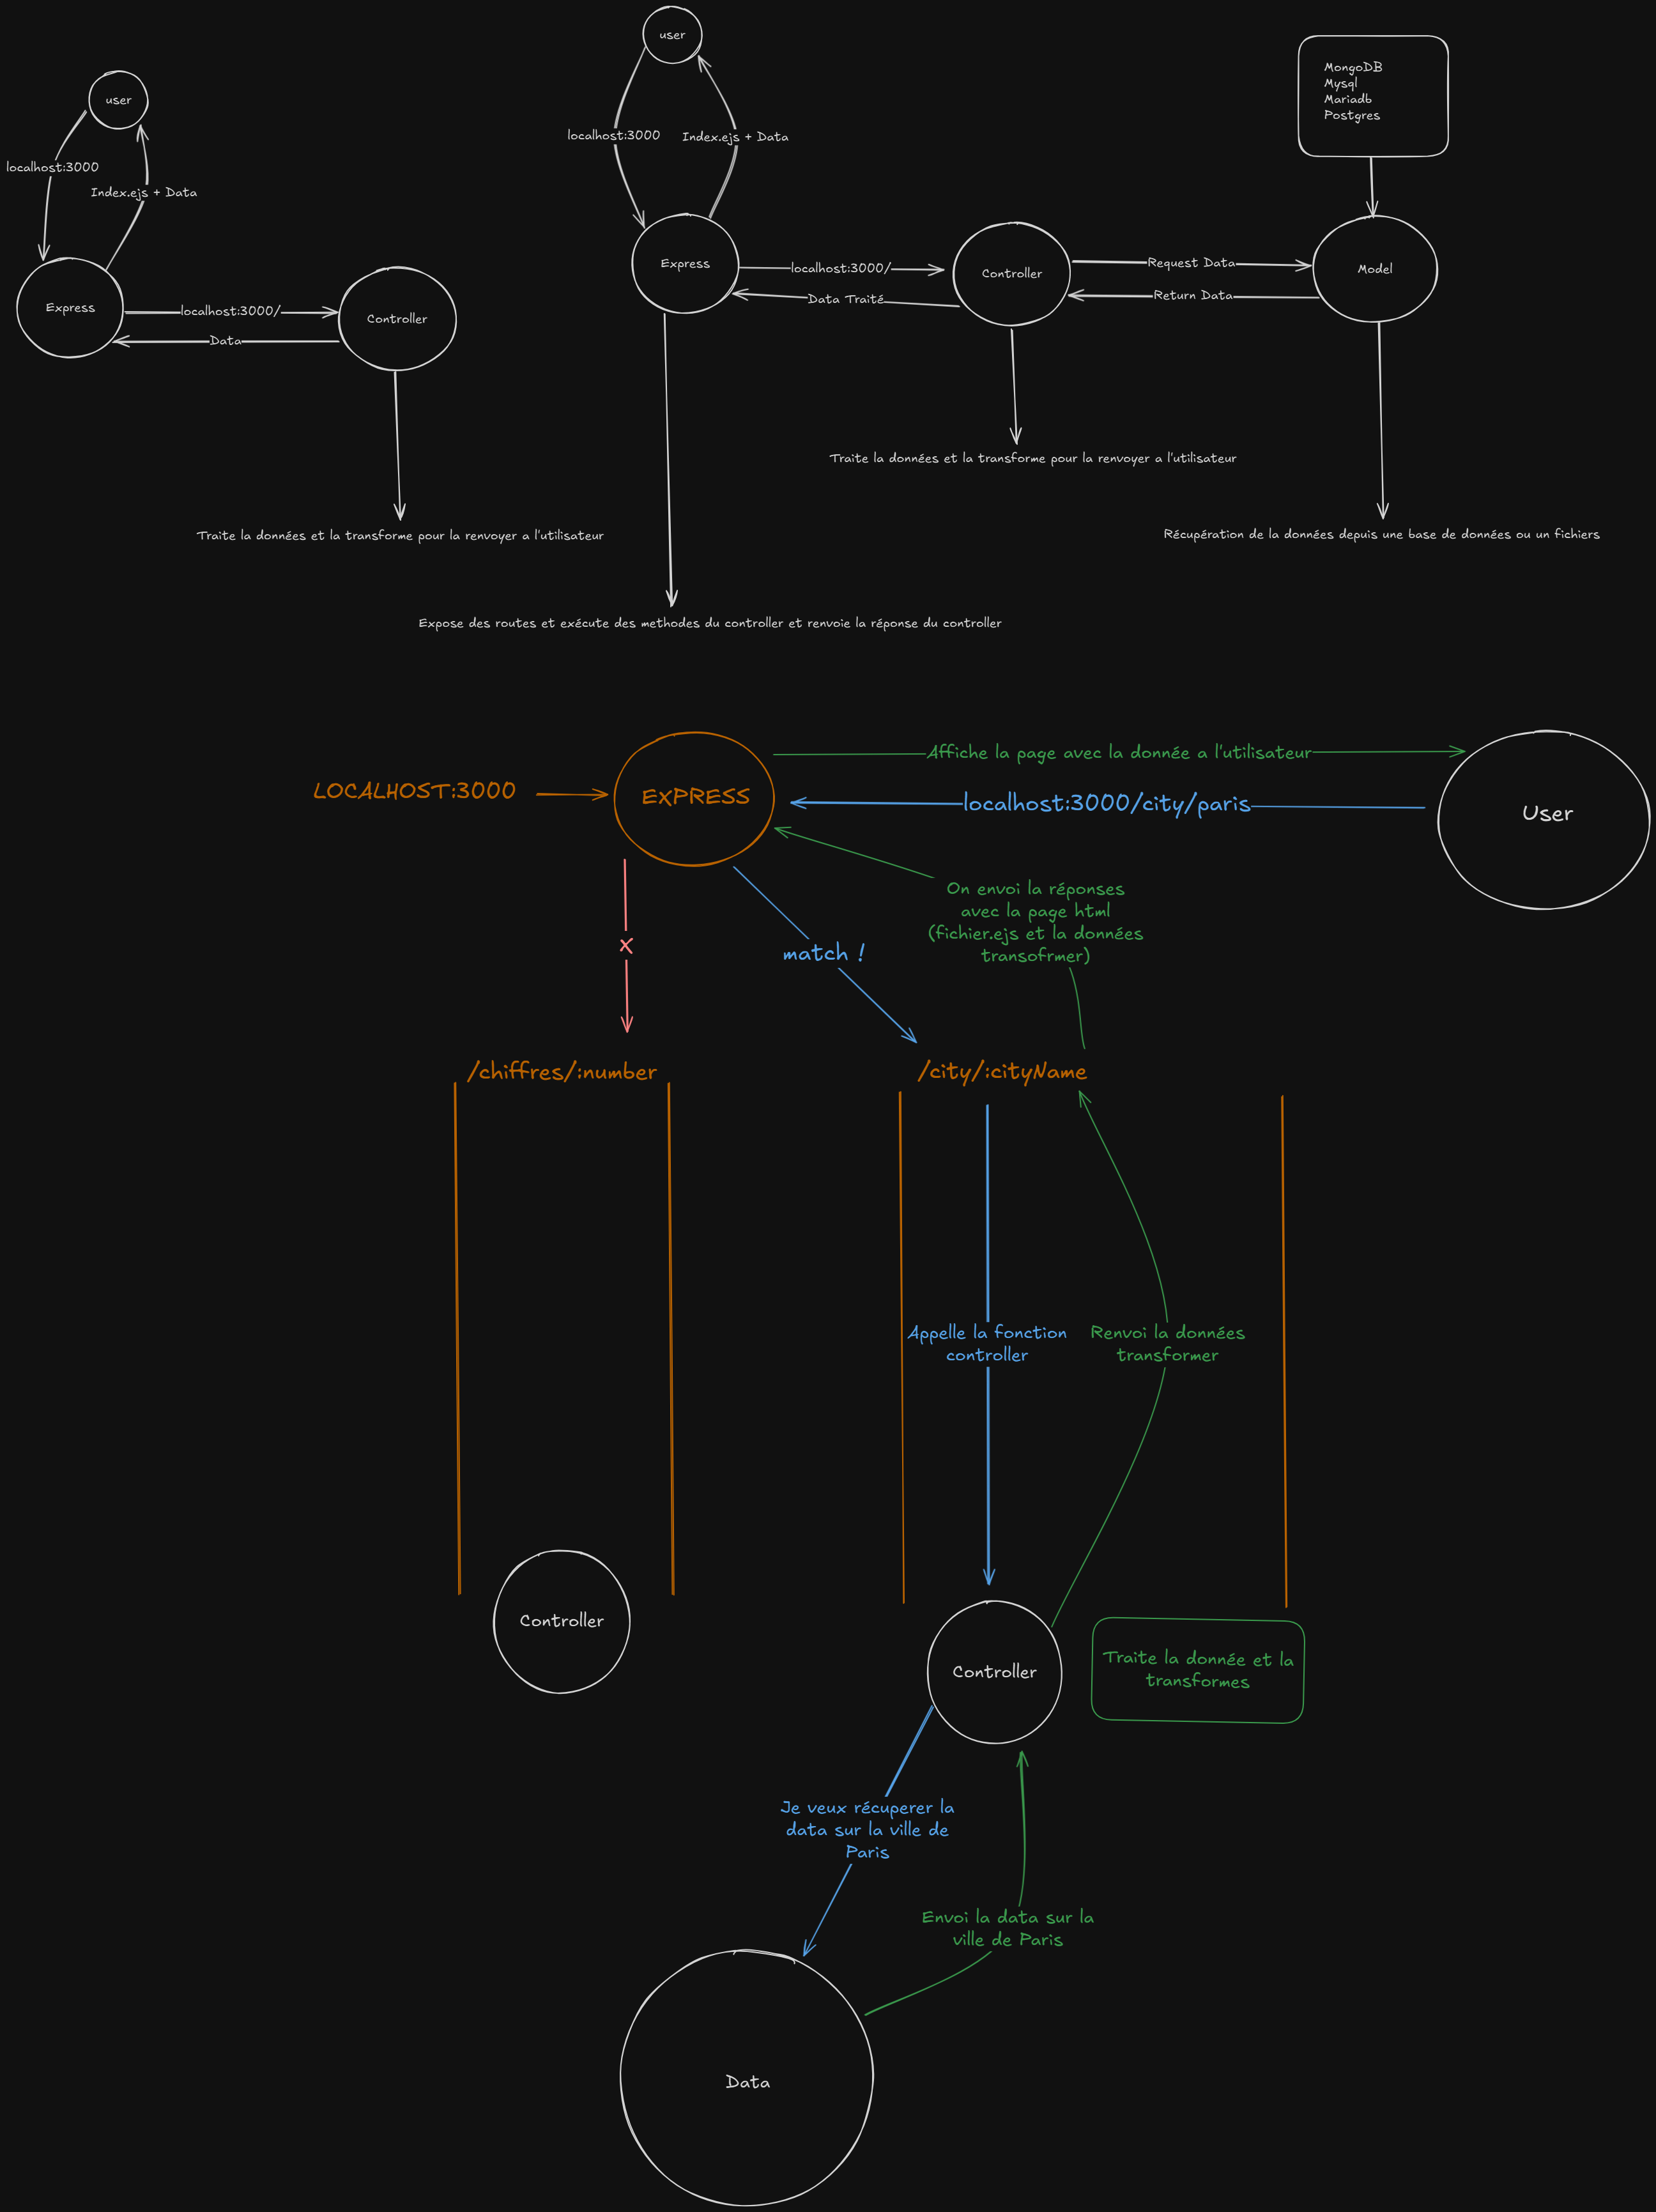 user
localhost:3000
Index.ejs + Data
Express
localhost:3000/
Data
Controller
Traite la données et la transforme pour la renvoyer a l'utilisateur
user
localhost:3000
Index.ejs + Data
Express
localhost:3000/
Data Traité
Controller
Request Data
Return Data
Model
MongoDB
Mysql
Mariadb
Postgres
Traite la données et la transforme pour la renvoyer a l'utilisateur
Récupération de la données depuis une base de données ou un fichiers
Expose des routes et exécute des methodes du controller et renvoie la réponse du controller
LOCALHOST:3000
EXPRESS
Affiche la page avec la donnée a l'utilisateur
localhost:3000/city/paris
User
On envoi la réponses
avec la page html
(fichier.ejs et la données
transofrmer)
x
match !
/chiffres/:number
/city/:cityName
Appelle la fonction
controller
Renvoi la données
transformer
Controller
Controller
Traite la donnée et la
transformes
Je veux récuperer la
data sur la ville de
Paris
Envoi la data sur la
ville de Paris
Data